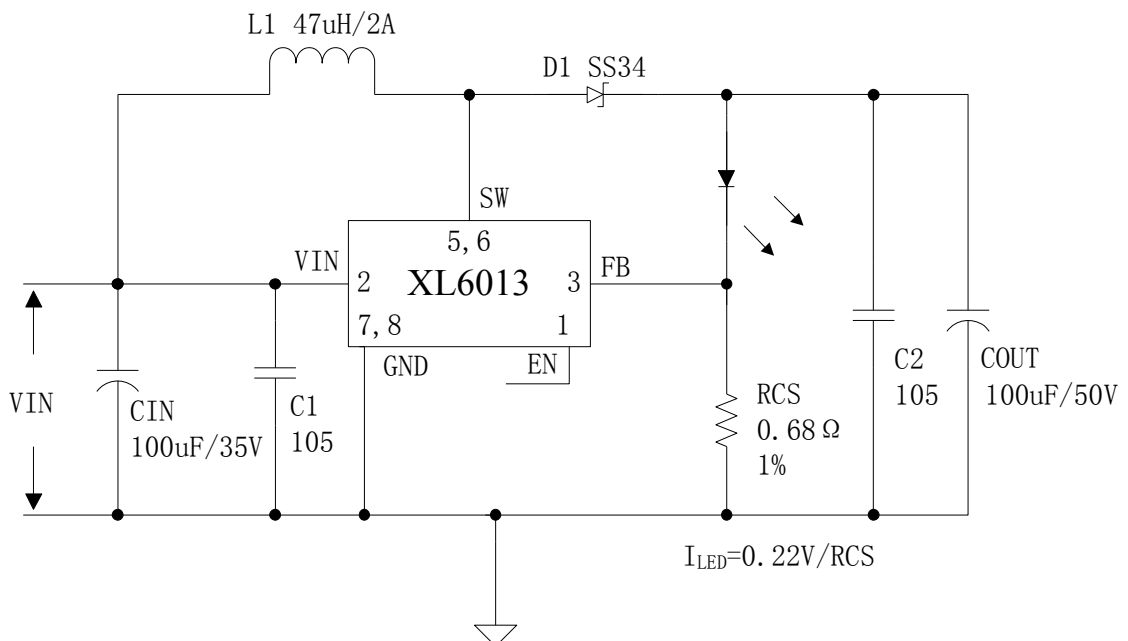 L1 47uH/2A
D1 SS34
SW
5, 6
VIN
2
XL6013
3
FB
7, 8
1
GND
EN
VIN
CIN
100uF/35V
C1
105
RCS
0.68Ω
1%
C2
105
COUT
100uF/50V
ILED=0.22V/RCS